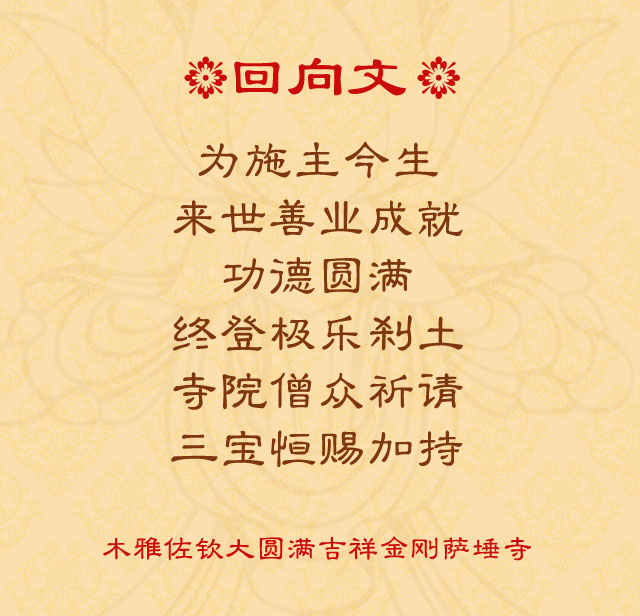 回向文
为施主今生
来世善业成就
功德圆满
终登极乐刹土
寺院僧众祈请
三宝恒赐加持
木雅佐钦大圆满吉祥金刚萨埵寺